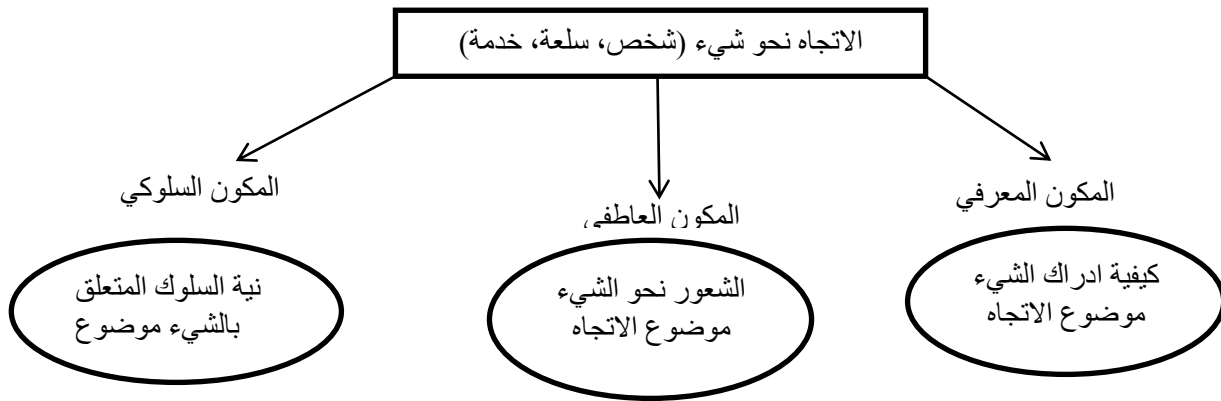 الاتجاه نحو شيء (شخص، سلعة، خدمة)
المكون المعرفي
المكون العاطفي
المكون السلوكي
كيفية ادراك الشيء
موضوع الاتجاه
الشعور نحو الشيء
موضوع الاتجاه
نية السلوك المتعلق
بالشيء موضوع